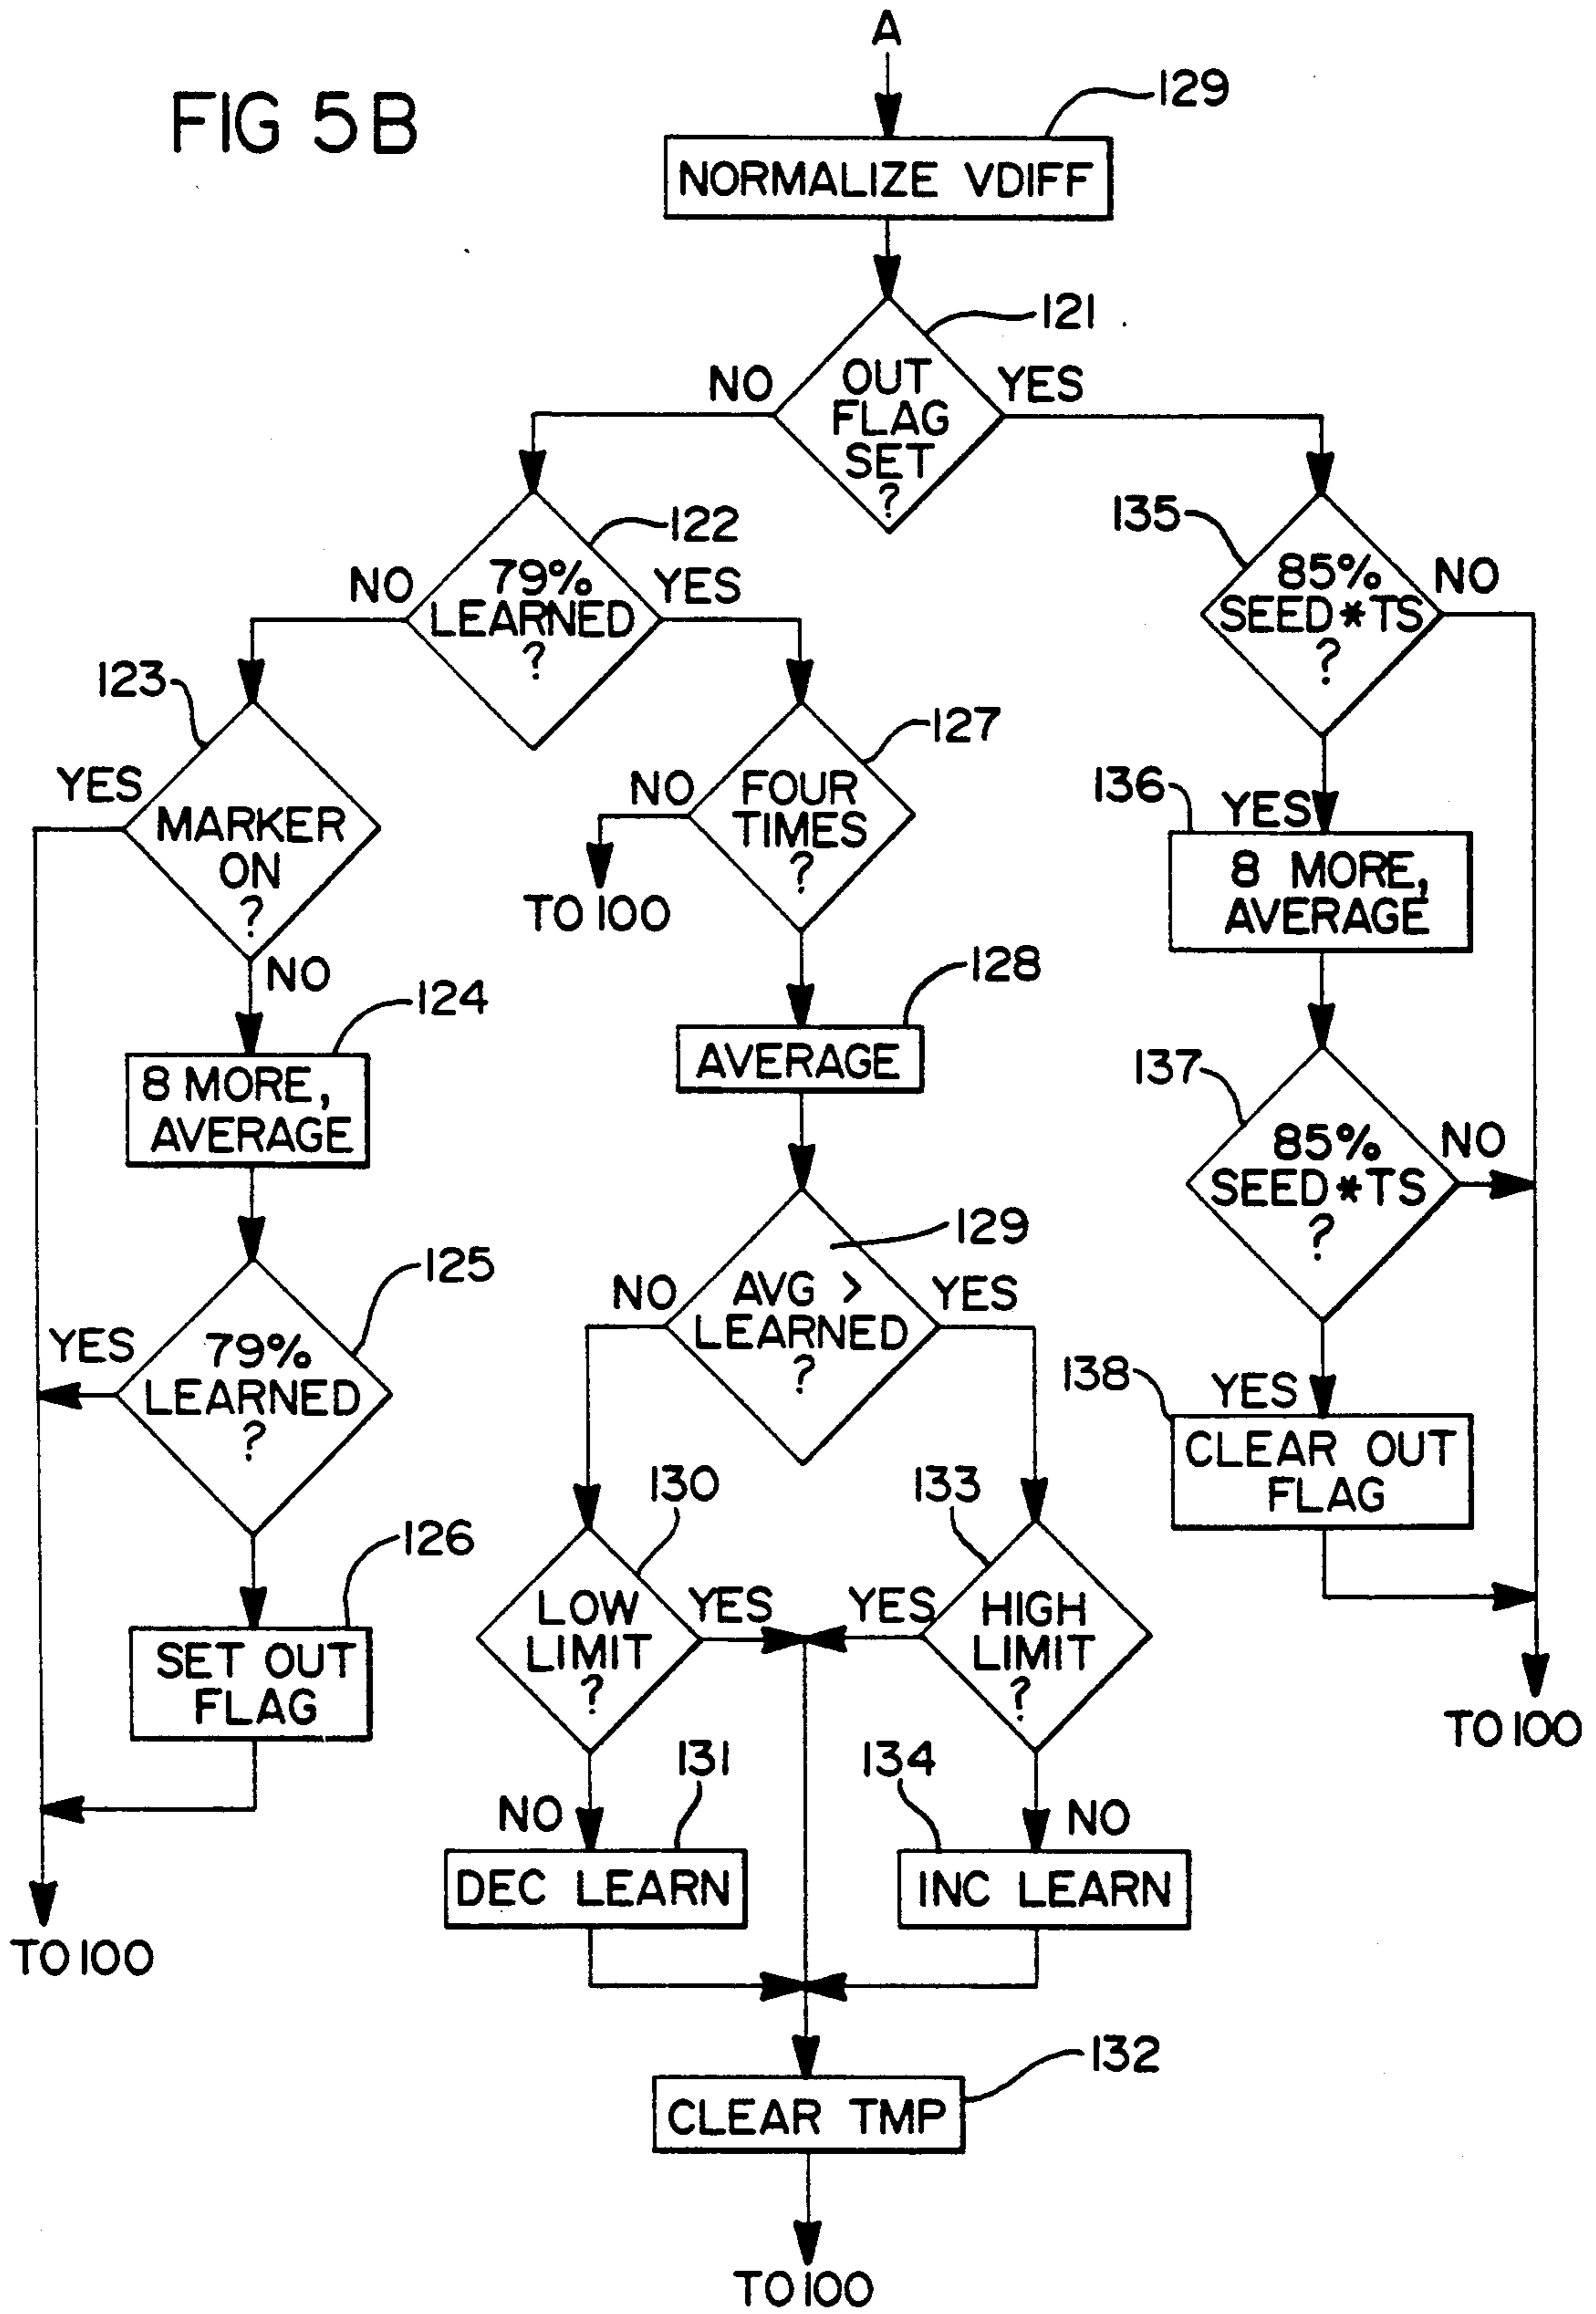 A
FIG 5B
129
NORMALIZE VDIFF
121
OUT
FLAG
SET
?
NO
YES
122
79%
LEARNED
?
NO
YES
135
85%
SEED*TS
?
NO
123
YES
MARKER
ON
?
NO
127
NO
FOUR
TIMES
?
TO 100
136
YES
8 MORE,
AVERAGE
124
8 MORE,
AVERAGE
128
AVERAGE
137
85%
SEED*TS
?
NO
125
YES
79%
LEARNED
?
129
NO
AVG >
LEARNED
?
YES
138
YES
CLEAR OUT
FLAG
126
SET OUT
FLAG
130
LOW
LIMIT
?
YES
133
YES
HIGH
LIMIT
?
TO 100
131
NO
DEC LEARN
134
NO
INC LEARN
TO 100
132
CLEAR TMP
TO 100